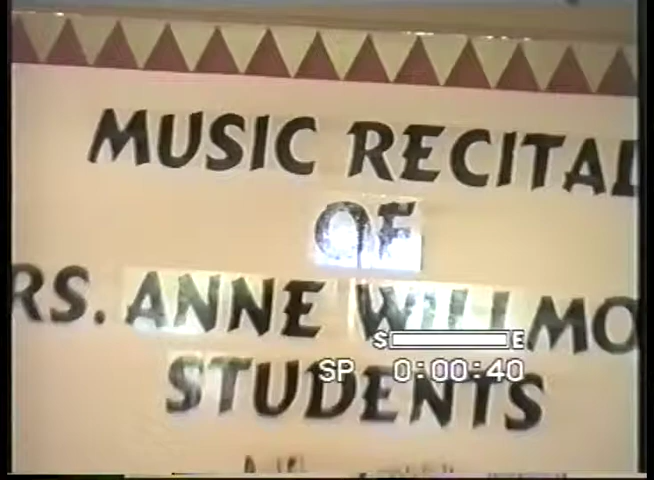 MUSIC RECITAL
OF
RS. ANNE WILLMO
STUDENTS
S E
SP 0:00:40